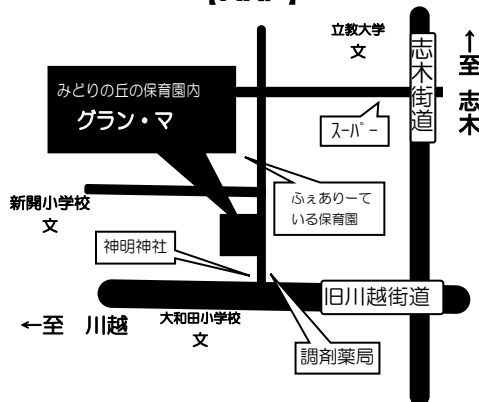 立教大学
文
志木街道
↑至 志木
みどりの丘の保育園内
グラン・マ
スーパー
ふぇありーて
いる保育園
新開小学校
文
神明神社
旧川越街道
←至 川越
大和田小学校
文
調剤薬局